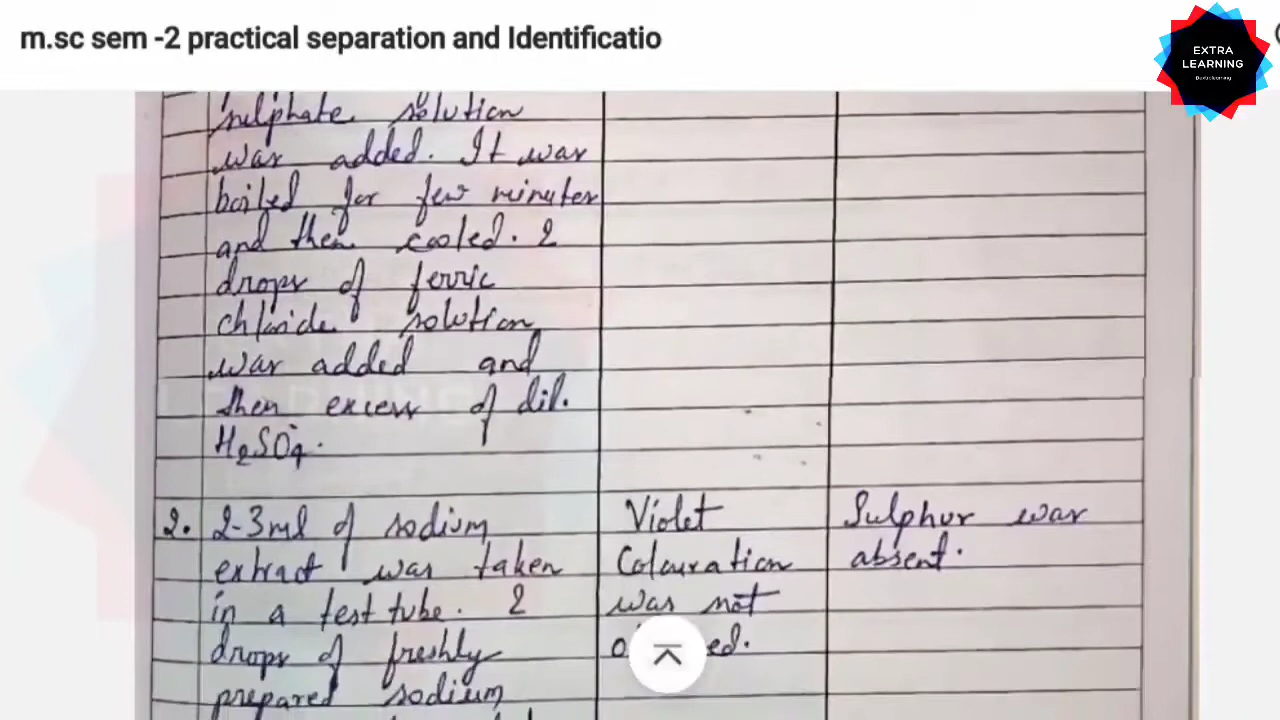 m.sc sem -2 practical separation and Identificatio
EXTRA
LEARNING
sulphate solution
was added. It was
boiled for few minutes
and then cooled. 2
drops of ferric
chloride solution
was added and
then excess of dil.
H2SO4.
2. 2-3ml of sodium Violet Sulphur was
extract was taken Colouration absent.
in a test tube. 2 was not
drops of freshly
prepared sodium